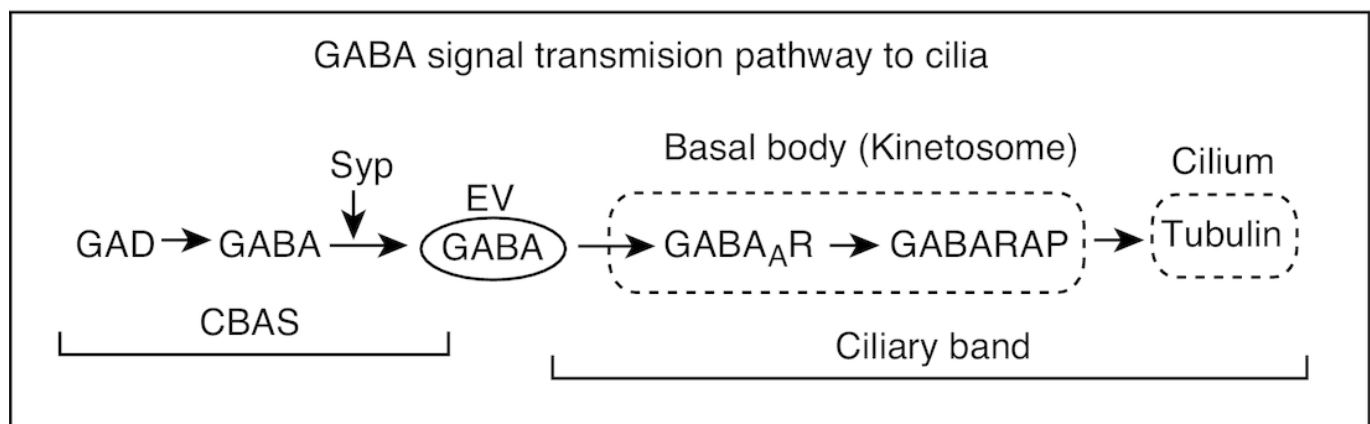 GABA signal transmision pathway to cilia
Basal body (Kinetosome)
Cilium
Syp
EV
GAD GABA GABA GABAAR GABARAP Tubulin
CBAS
Ciliary band